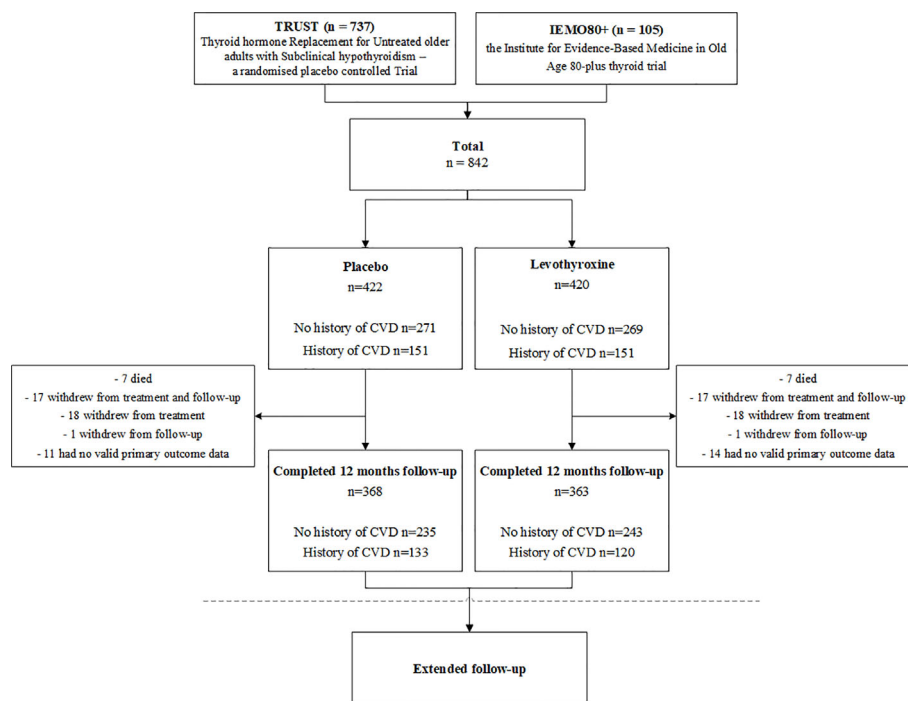 TRUST (n = 737)
Thyroid hormone Replacement for Untreated older
adults with Subclinical hypothyroidism –
a randomised placebo controlled Trial
IEMO80+ (n = 105)
the Institute for Evidence-Based Medicine in Old
Age 80-plus thyroid trial
Total
n = 842
Placebo
n=422
No history of CVD n=271
History of CVD n=151
Levothyroxine
n=420
No history of CVD n=269
History of CVD n=151
- 7 died
- 17 withdrew from treatment and follow-up
- 18 withdrew from treatment
- 1 withdrew from follow-up
- 11 had no valid primary outcome data
- 7 died
- 17 withdrew from treatment and follow-up
- 18 withdrew from treatment
- 1 withdrew from follow-up
- 14 had no valid primary outcome data
Completed 12 months follow-up
n=368
No history of CVD n=235
History of CVD n=133
Completed 12 months follow-up
n=363
No history of CVD n=243
History of CVD n=120
Extended follow-up